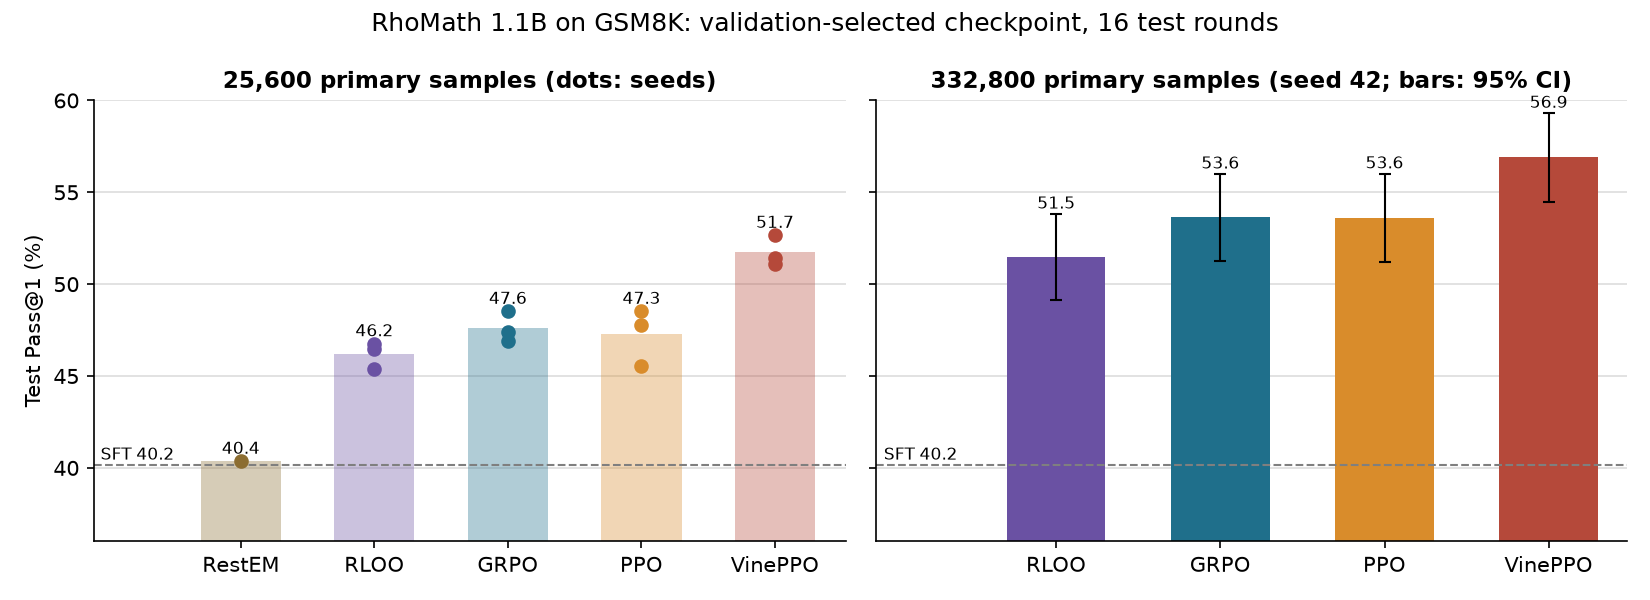 RhoMath 1.1B on GSM8K: validation-selected checkpoint, 16 test rounds
25,600 primary samples (dots: seeds)
Test Pass@1 (%)
60
55
50
45
40
SFT 40.2
40.4
46.2
47.6
47.3
51.7
RestEM
RLOO
GRPO
PPO
VinePPO
332,800 primary samples (seed 42; bars: 95% CI)
SFT 40.2
51.5
53.6
53.6
56.9
RLOO
GRPO
PPO
VinePPO